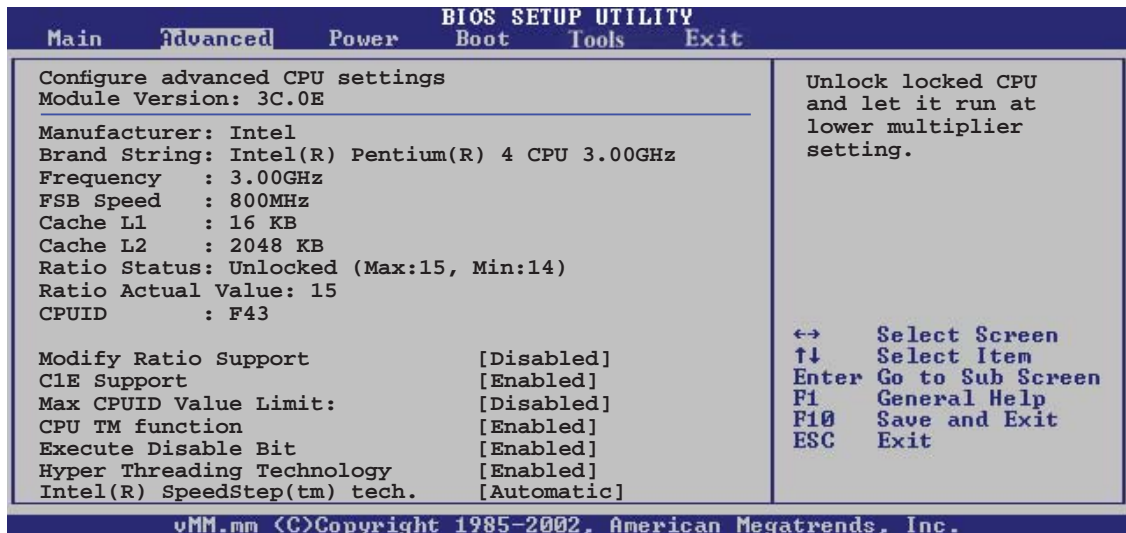 BIOS SETUP UTILITY
Main Advanced Power Boot Tools Exit
Configure advanced CPU settings
Module Version: 3C.0E
Manufacturer: Intel
Brand String: Intel(R) Pentium(R) 4 CPU 3.00GHz
Frequency : 3.00GHz
FSB Speed : 800MHz
Cache L1 : 16 KB
Cache L2 : 2048 KB
Ratio Status: Unlocked (Max:15, Min:14)
Ratio Actual Value: 15
CPUID : F43
Modify Ratio Support [Disabled]
C1E Support [Enabled]
Max CPUID Value Limit: [Disabled]
CPU TM function [Enabled]
Execute Disable Bit [Enabled]
Hyper Threading Technology [Enabled]
Intel(R) SpeedStep(tm) tech. [Automatic]
Unlock locked CPU
and let it run at
lower multiplier
setting.
←→ Select Screen
↑↓ Select Item
Enter Go to Sub Screen
F1 General Help
F10 Save and Exit
ESC Exit
vMM.mm (C)Copyright 1985-2002, American Megatrends, Inc.